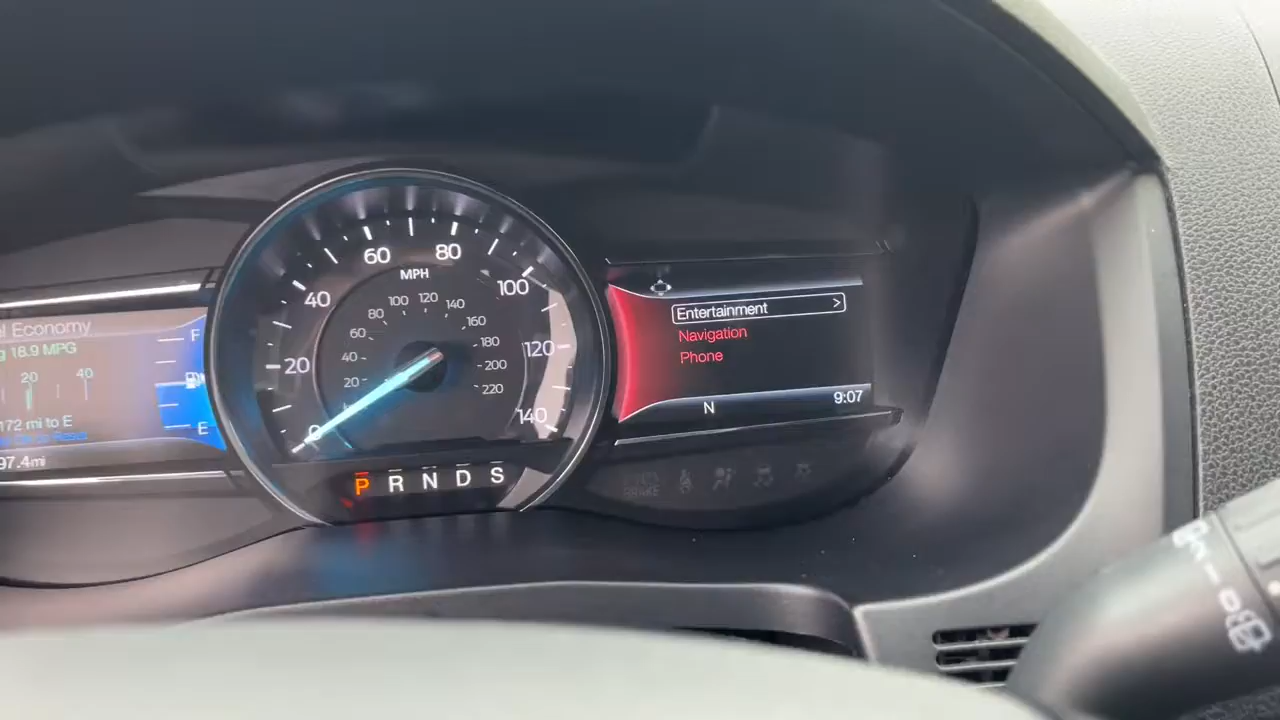 l Economy
g 18.9 MPG
20 40
172 mi to E
97.4mi
F
E
0
20
40
60
80
100
120
140
MPH
20
40
60
80
100
120
140
160
180
200
220
P R N D S
Entertainment >
Navigation
Phone
N 9:07
BRAKE